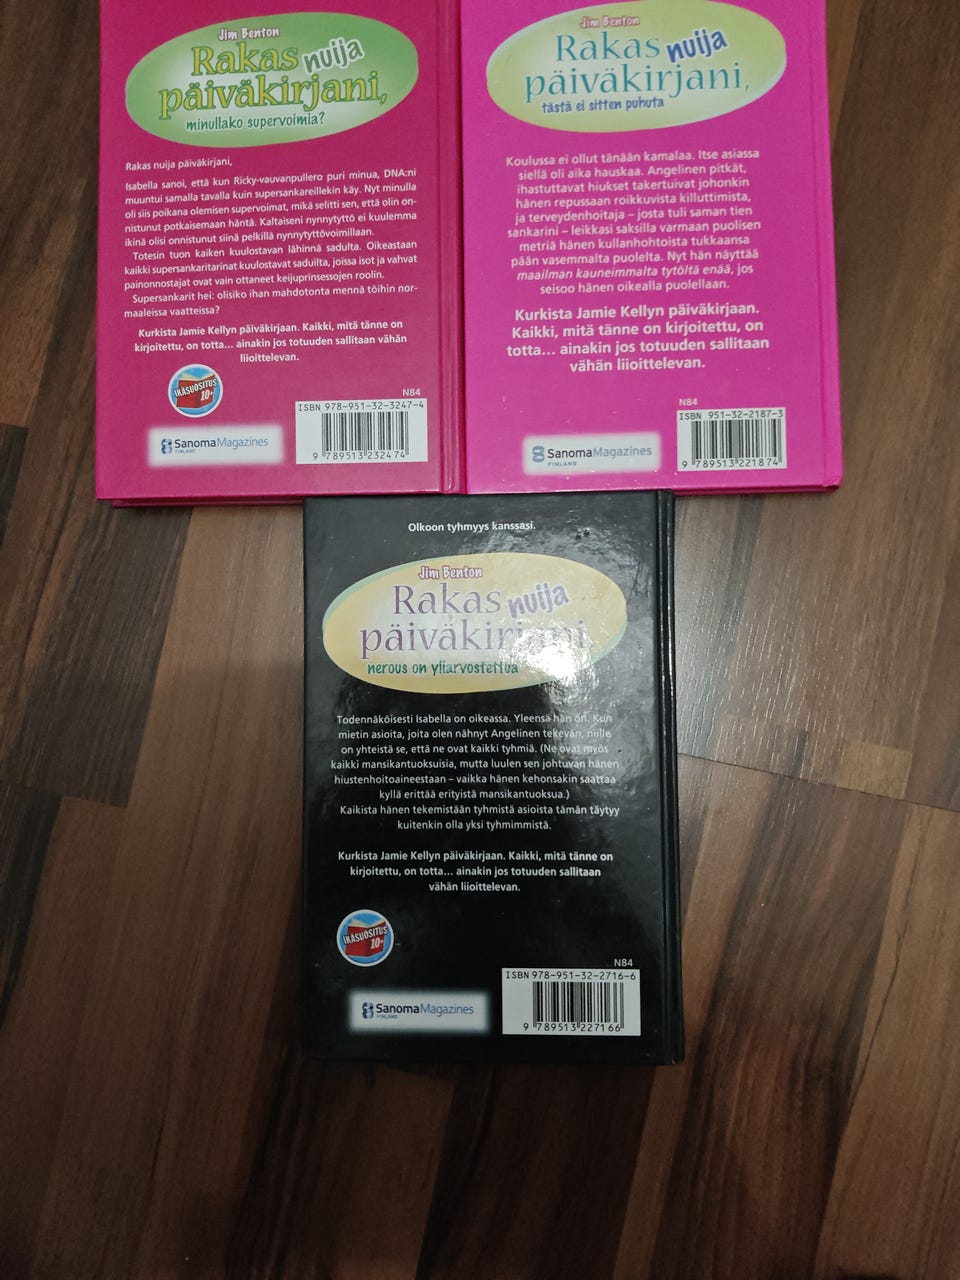 Jim Benton
Rakas nuija
päiväkirjani,
minullako supervoimia?
Rakas nuija päiväkirjani,
Isabella sanoi, että kun Ricky-vauvanpullero puri minua, DNA:ni
muuntui samalla tavalla kuin supersankareillekin käy. Nyt minulla
oli siis poikana olemisen supervoimat, mikä selitti sen, että olin on-
nistunut potkaisemaan häntä. Kaltaiseni nynnytyttö ei kuulemma
ikinä olisi onnistunut siinä pelkillä nynnytyttövoimillaan.
Totesin tuon kaiken kuulostavan lähinnä sadulta. Oikeastaan
kaikki supersankaritarinat kuulostavat saduilta, joissa isot ja vahvat
painonnostajat ovat vain ottaneet keijuprinsessojen roolin.
Supersankarit hei: olisiko ihan mahdotonta mennä töihin nor-
maaleissa vaatteissa?
Kurkista Jamie Kellyn päiväkirjaan. Kaikki, mitä tänne on
kirjoitettu, on totta... ainakin jos totuuden sallitaan vähän
liioittelevan.
IKÄSUOSITUS
10+
N84
ISBN 978-951-32-3247-4
9 789513 232474
SanomaMagazines
FINLAND
Jim Benton
Rakas nuija
päiväkirjani,
tästä ei sitten puhuta
Koulussa ei ollut tänään kamalaa. Itse asiassa
siellä oli aika hauskaa. Angelinen pitkät,
ihastuttavat hiukset takertuivat johonkin
hänen repussaan roikkuvista killuttimista,
ja terveydenhoitaja – josta tuli saman tien
sankarini – leikkasi saksilla varmaan puolisen
metriä hänen kullanhohtoista tukkaansa
pään vasemmalta puolelta. Nyt hän näyttää
maailman kauneimmalta tytöltä enää, jos
seisoo hänen oikealla puolellaan.
Kurkista Jamie Kellyn päiväkirjaan.
Kaikki, mitä tänne on kirjoitettu, on
totta... ainakin jos totuuden sallitaan
vähän liioittelevan.
N84
ISBN 951-32-2187-3
9 789513 221874
SanomaMagazines
FINLAND
Olkoon tyhmyys kanssasi.
Jim Benton
Rakas nuija
päiväkirjani
nerous on yliarvostettua
Todennäköisesti Isabella on oikeassa. Yleensä hän on. Kun
mietin asioita, joita olen nähnyt Angelinen tekevän, niille
on yhteistä se, että ne ovat kaikki tyhmiä. (Ne ovat myös
kaikki mansikantuoksuisia, mutta luulen sen johtuvan hänen
hiustenhoitoaineestaan – vaikka hänen kehonsakin saattaa
kyllä erittää erityistä mansikantuoksua.)
Kaikista hänen tekemistään tyhmistä asioista tämän täytyy
kuitenkin olla yksi tyhmimmistä.
Kurkista Jamie Kellyn päiväkirjaan. Kaikki, mitä tänne on
kirjoitettu, on totta... ainakin jos totuuden sallitaan
vähän liioittelevan.
IKÄSUOSITUS
10+
N84
ISBN 978-951-32-2716-6
9 789513 227166
SanomaMagazines
FINLAND